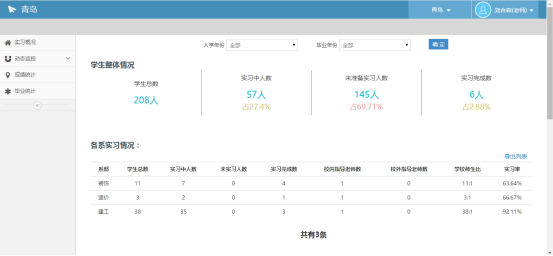 青岛
青岛
刘内森(老师)
实习概况
动态监控
现场统计
毕业统计
入学年份 全部
毕业年份 全部
确 定
学生整体情况
学生总数
208人
实习中人数
57人
占27.4%
未准备实习人数
145人
占69.71%
实习完成数
6人
占2.88%
各系实习情况：
导出列表
系部 学生总数 实习中人数 未实习人数 实习完成数 校内指导老师数 校外指导老师数 学校师生比 实习率
装饰 11 7 0 4 1 0 11:1 63.64%
造价 3 2 0 1 1 0 3:1 66.67%
建工 38 35 0 3 1 0 38:1 92.11%
共有3条